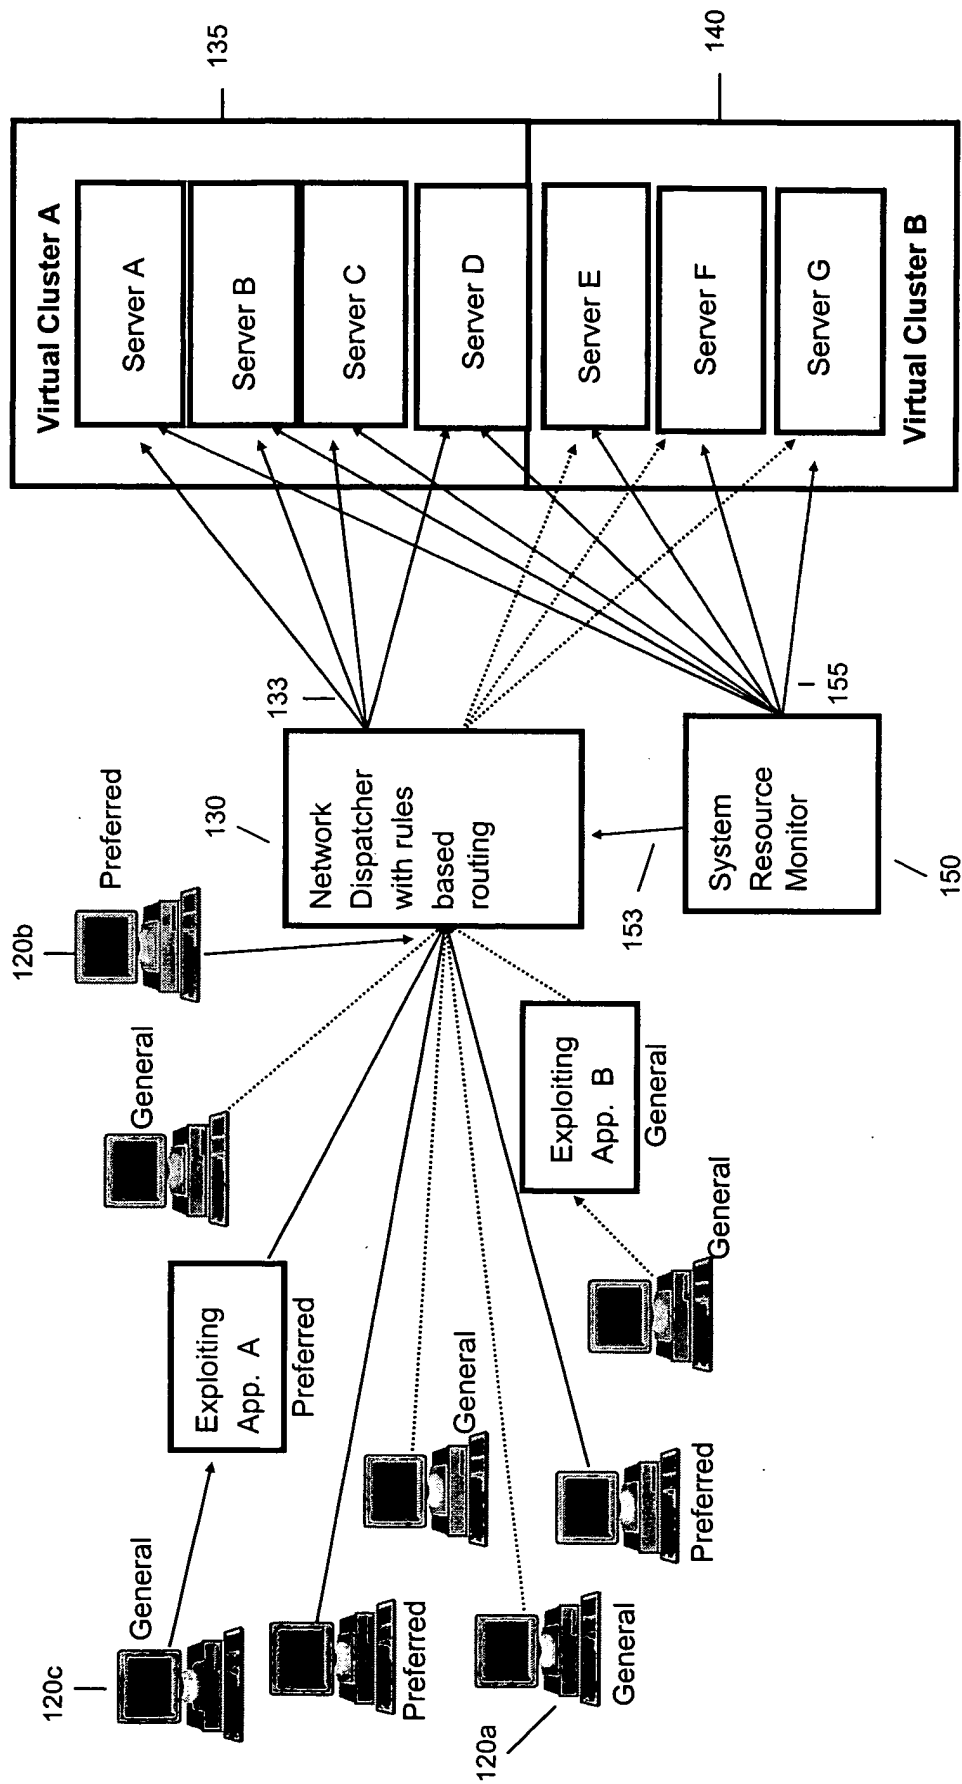 120c
General
Exploiting
App. A
Preferred
General
120b
Preferred
Preferred
General
120a
General
Preferred
General
Exploiting
App. B
General
130
Network
Dispatcher
with rules
based
routing
133
153
System
Resource
Monitor
150
155
135
Virtual Cluster A
Server A
Server B
Server C
Server D
Server E
Server F
Server G
Virtual Cluster B
140